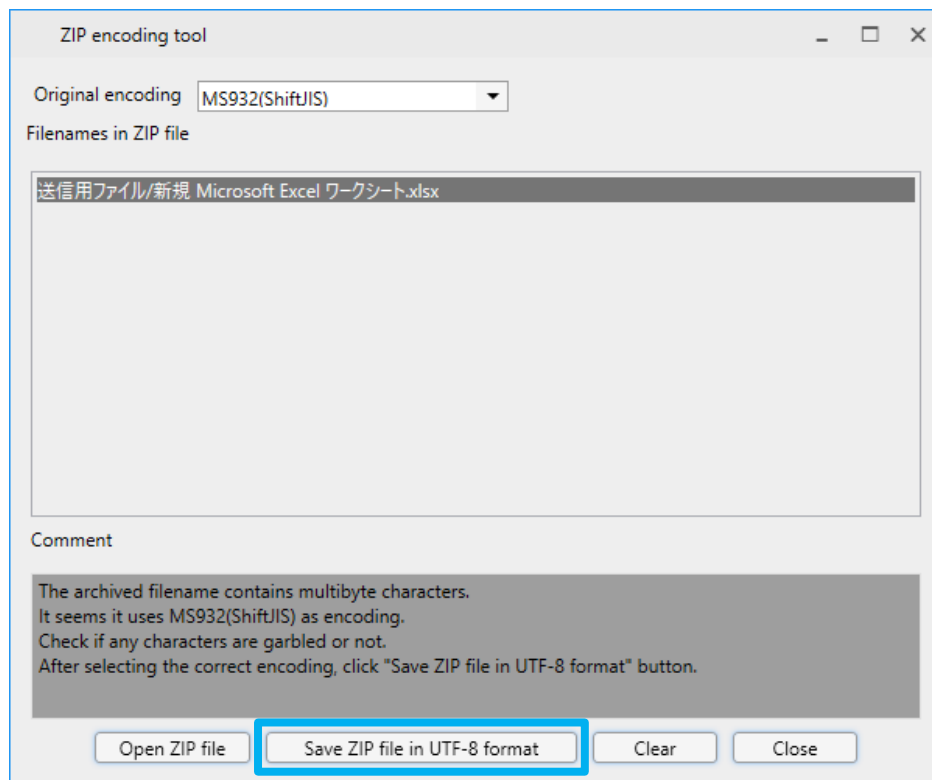 ZIP encoding tool
Original encoding MS932(ShiftJIS)
Filenames in ZIP file
送信用ファイル/新規 Microsoft Excel ワークシート.xlsx
Comment
The archived filename contains multibyte characters.
It seems it uses MS932(ShiftJIS) as encoding.
Check if any characters are garbled or not.
After selecting the correct encoding, click "Save ZIP file in UTF-8 format" button.
Open ZIP file Save ZIP file in UTF-8 format Clear Close